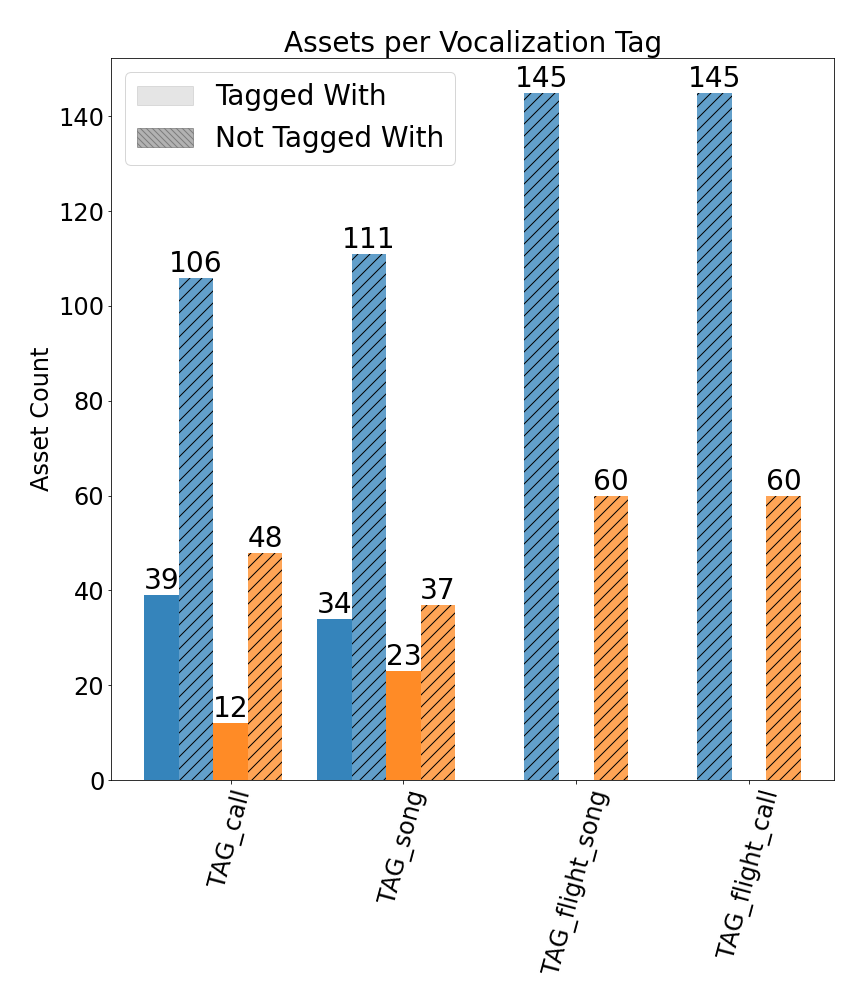 Assets per Vocalization Tag
Tagged With
Not Tagged With
Asset Count
140
120
100
80
60
40
20
0
39
106
12
48
34
111
23
37
145
60
145
60
TAG_call
TAG_song
TAG_flight_song
TAG_flight_call